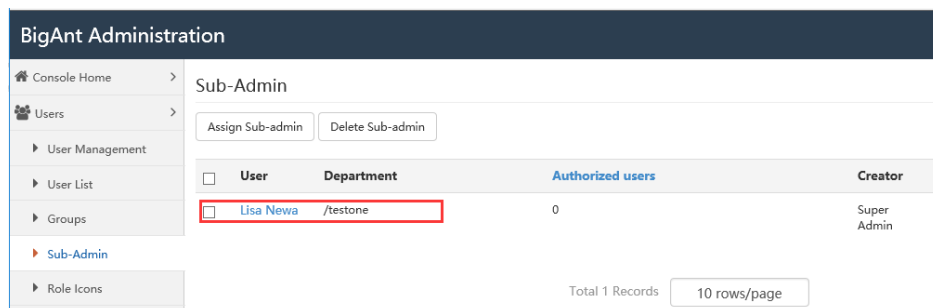 BigAnt Administration
Console Home
Users
User Management
User List
Groups
Sub-Admin
Role Icons
Sub-Admin
Assign Sub-admin Delete Sub-admin
User Department Authorized users Creator
Lisa Newa /testone 0 Super
Admin
Total 1 Records 10 rows/page